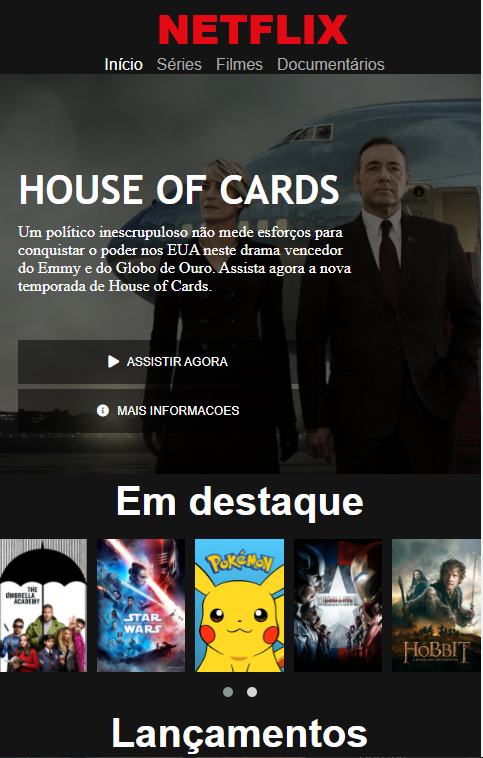 NETFLIX
Início Séries Filmes Documentários
HOUSE OF CARDS
Um político inescrupuloso não mede esforços para
conquistar o poder nos EUA neste drama vencedor
do Emmy e do Globo de Ouro. Assista agora a nova
temporada de House of Cards.
ASSISTIR AGORA
MAIS INFORMACOES
Em destaque
THE
UMBRELLA
ACADEMY
STAR
WARS
POKÉMON
THE HOBBIT
Lançamentos